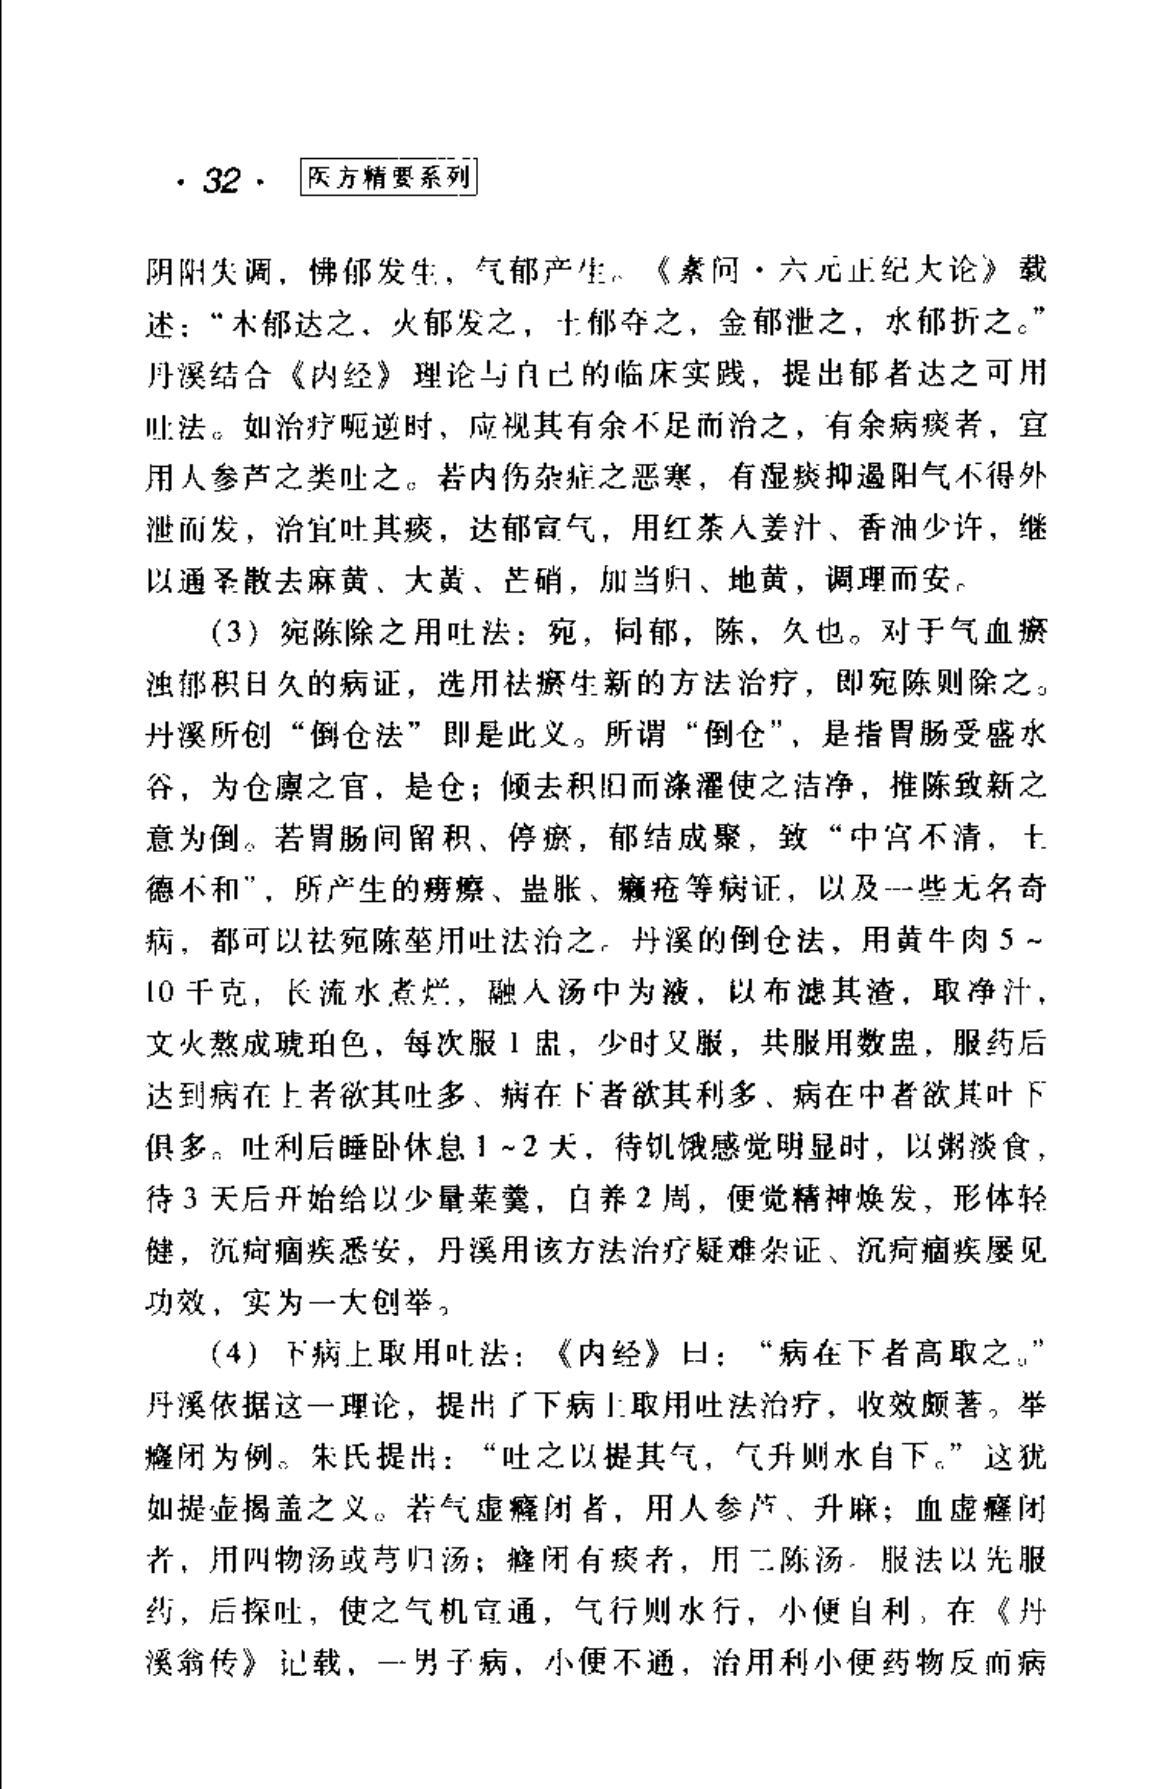 · 32 · 医方精要系列
阴阳失调，怫郁发生，气郁产生。《素问·六元正纪大论》载
述：“木郁达之，火郁发之，土郁夺之，金郁泄之，水郁折之。”
丹溪结合《内经》理论与自己的临床实践，提出郁者达之可用
吐法。如治疗呃逆时，应视其有余不足而治之，有余病痰者，宜
用人参芦之类吐之。若内伤杂症之恶寒，有湿痰抑遏阳气不得外
泄而发，治宜吐其痰，达郁宣气，用红茶入姜汁、香油少许，继
以通圣散去麻黄、大黄、芒硝，加当归、地黄，调理而安。
（3）宛陈除之用吐法：宛，同郁，陈，久也。对于气血瘀
浊郁积日久的病证，选用祛瘀生新的方法治疗，即宛陈则除之。
丹溪所创“倒仓法”即是此义。所谓“倒仓”，是指胃肠受盛水
谷，为仓廪之官，是仓；倾去积旧而涤濯使之洁净，推陈致新之
意为倒。若胃肠间留积、停瘀，郁结成聚，致“中宫不清，土
德不和”，所产生的痨瘵、蛊胀、癞疮等病证，以及一些无名奇
病，都可以祛宛陈莝用吐法治之。丹溪的倒仓法，用黄牛肉 5～
10 千克，长流水煮烂，融入汤中为液，以布滤其渣，取净汁，
文火熬成琥珀色，每次服 1 盅，少时又服，共服用数盅，服药后
达到病在上者欲其吐多、病在下者欲其利多、病在中者欲其吐下
俱多。吐利后睡卧休息 1～2 天，待饥饿感觉明显时，以粥淡食，
待 3 天后开始给以少量菜羹，自养 2 周，便觉精神焕发，形体轻
健，沉疴痼疾悉安，丹溪用该方法治疗疑难杂证、沉疴痼疾屡见
功效，实为一大创举。
（4）下病上取用吐法：《内经》曰：“病在下者高取之。”
丹溪依据这一理论，提出了下病上取用吐法治疗，收效颇著。举
癃闭为例。朱氏提出：“吐之以提其气，气升则水自下。”这犹
如提壶揭盖之义。若气虚癃闭者，用人参芦、升麻；血虚癃闭
者，用四物汤或芎归汤；癃闭有痰者，用二陈汤。服法以先服
药，后探吐，使之气机宣通，气行则水行，小便自利。在《丹
溪翁传》记载，一男子病，小便不通，治用利小便药物反而病